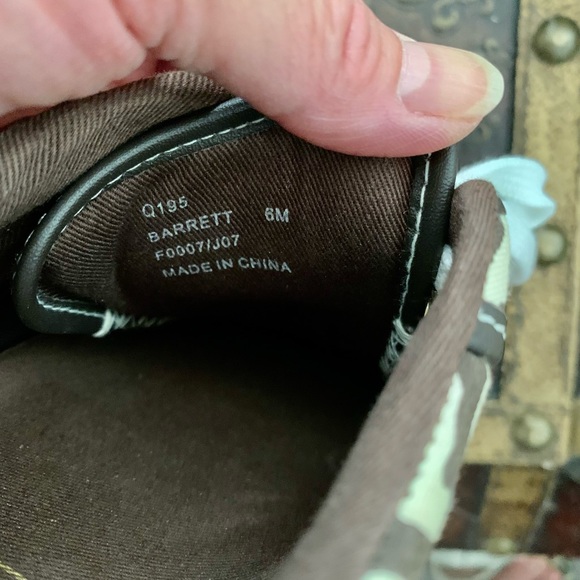 Q195
BARRETT 6M
F0007/J07
MADE IN CHINA